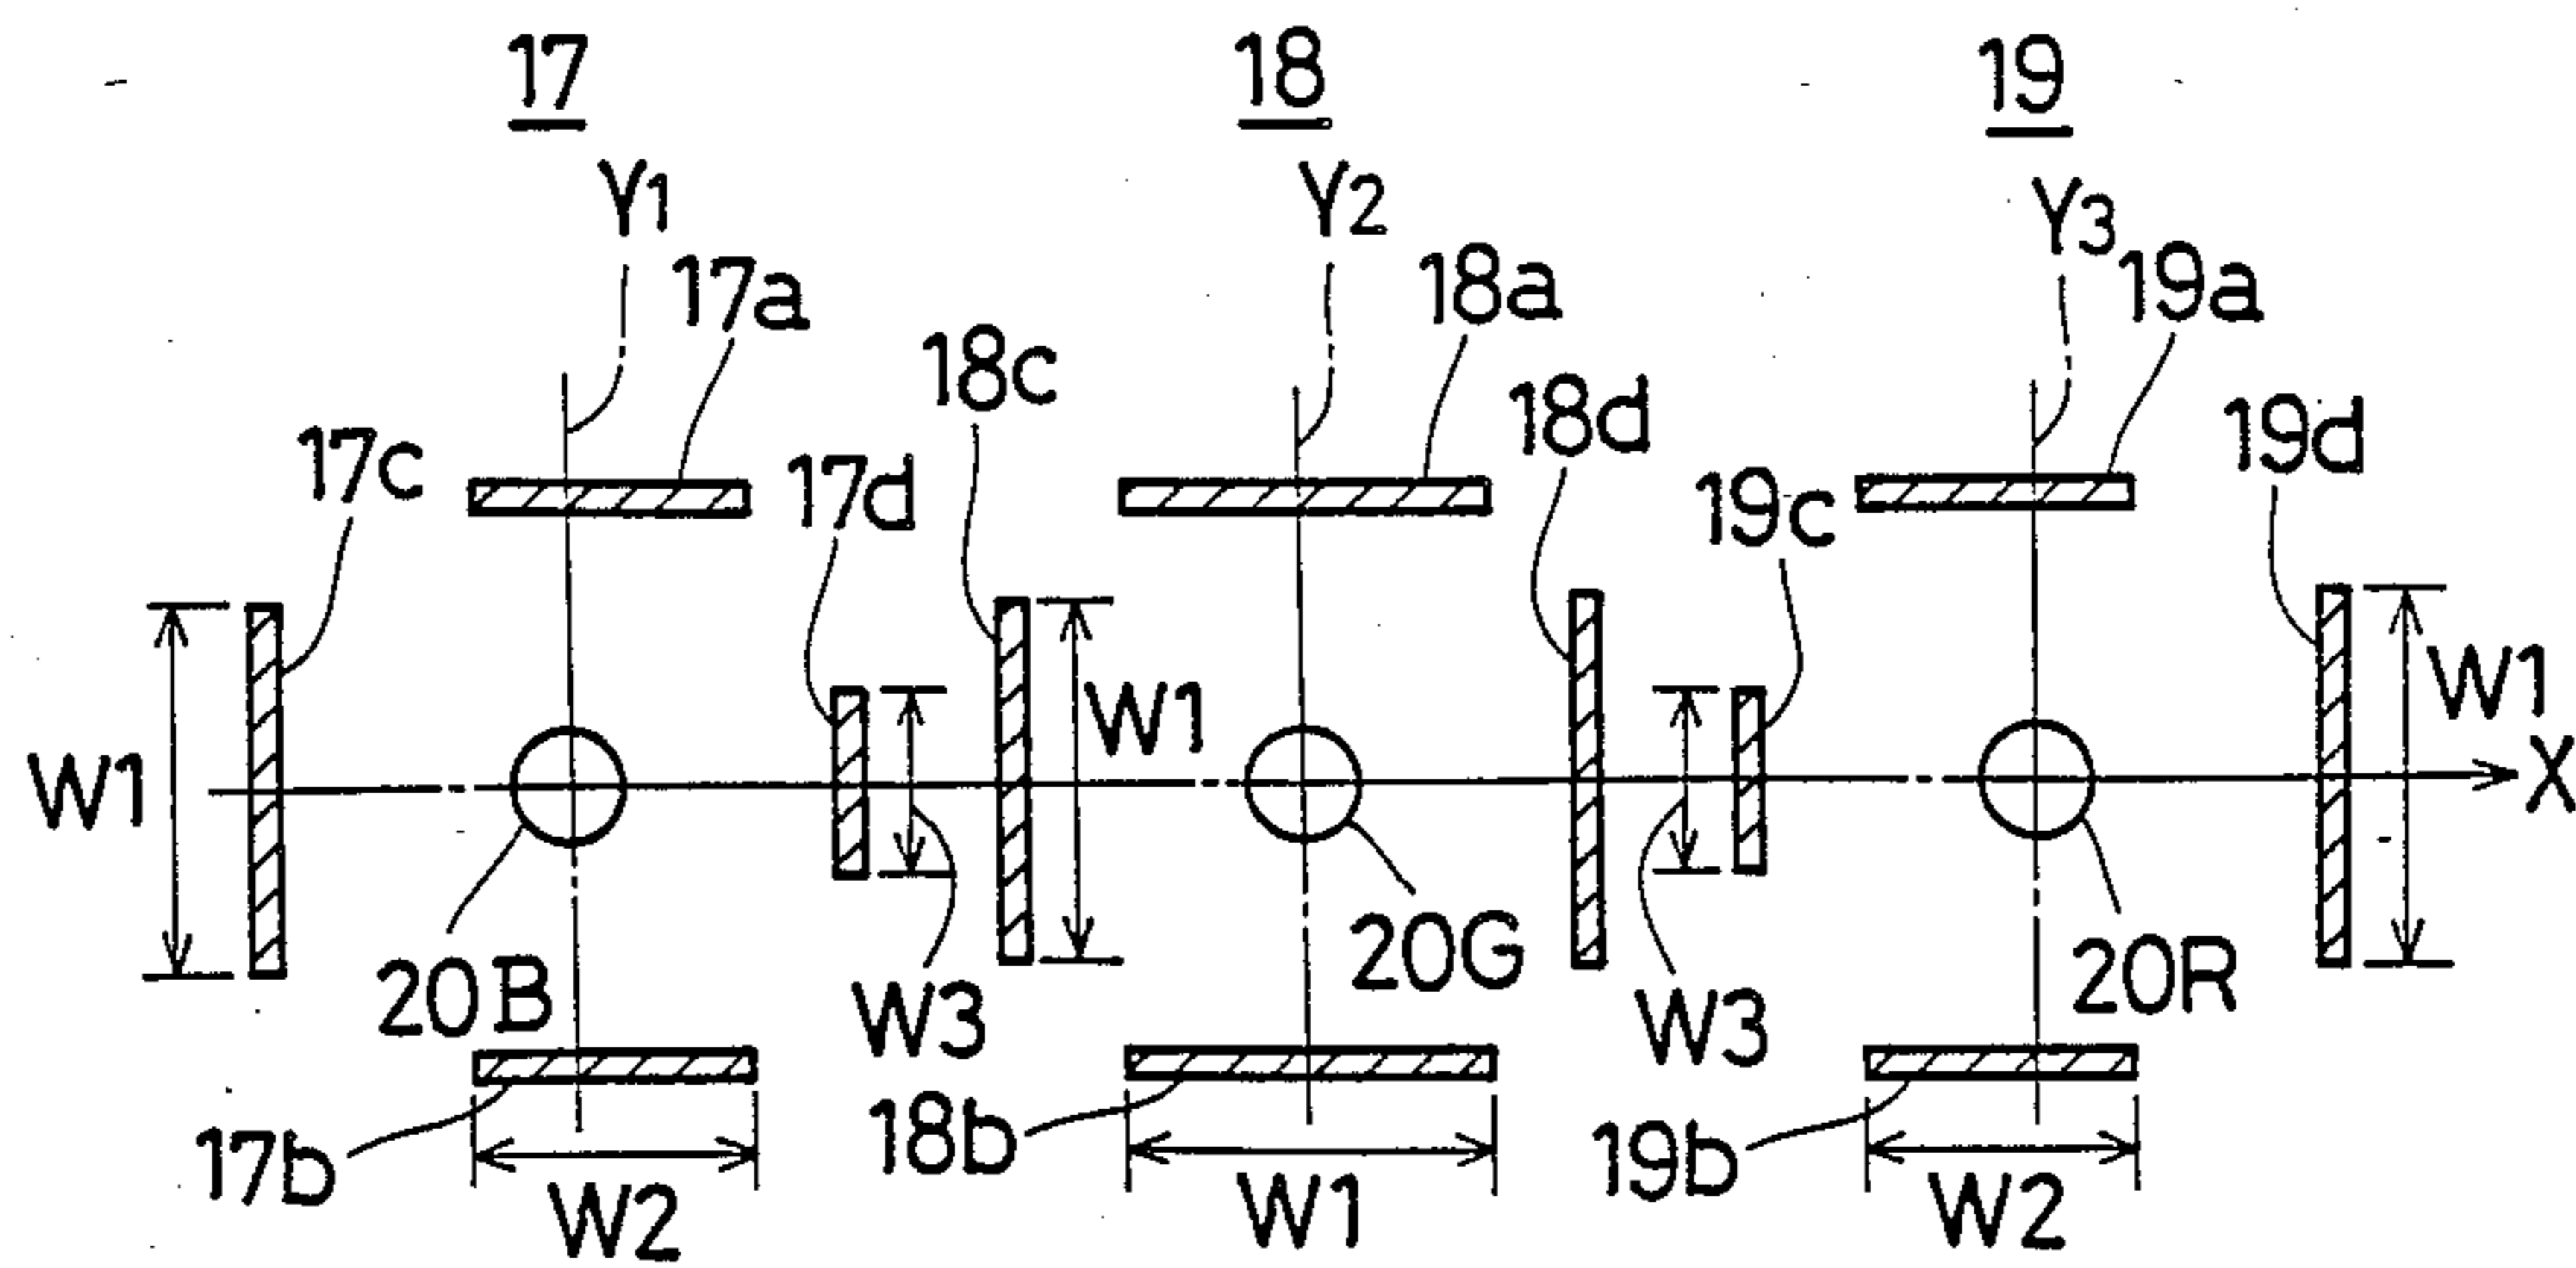 17 18 19
Y1 Y2 Y3
17a 18a 19a
17c 17d 18c 18d 19c 19d
W1 W1 W1 X
20B W3 20G W3 20R
17b 18b 19b
W2 W1 W2